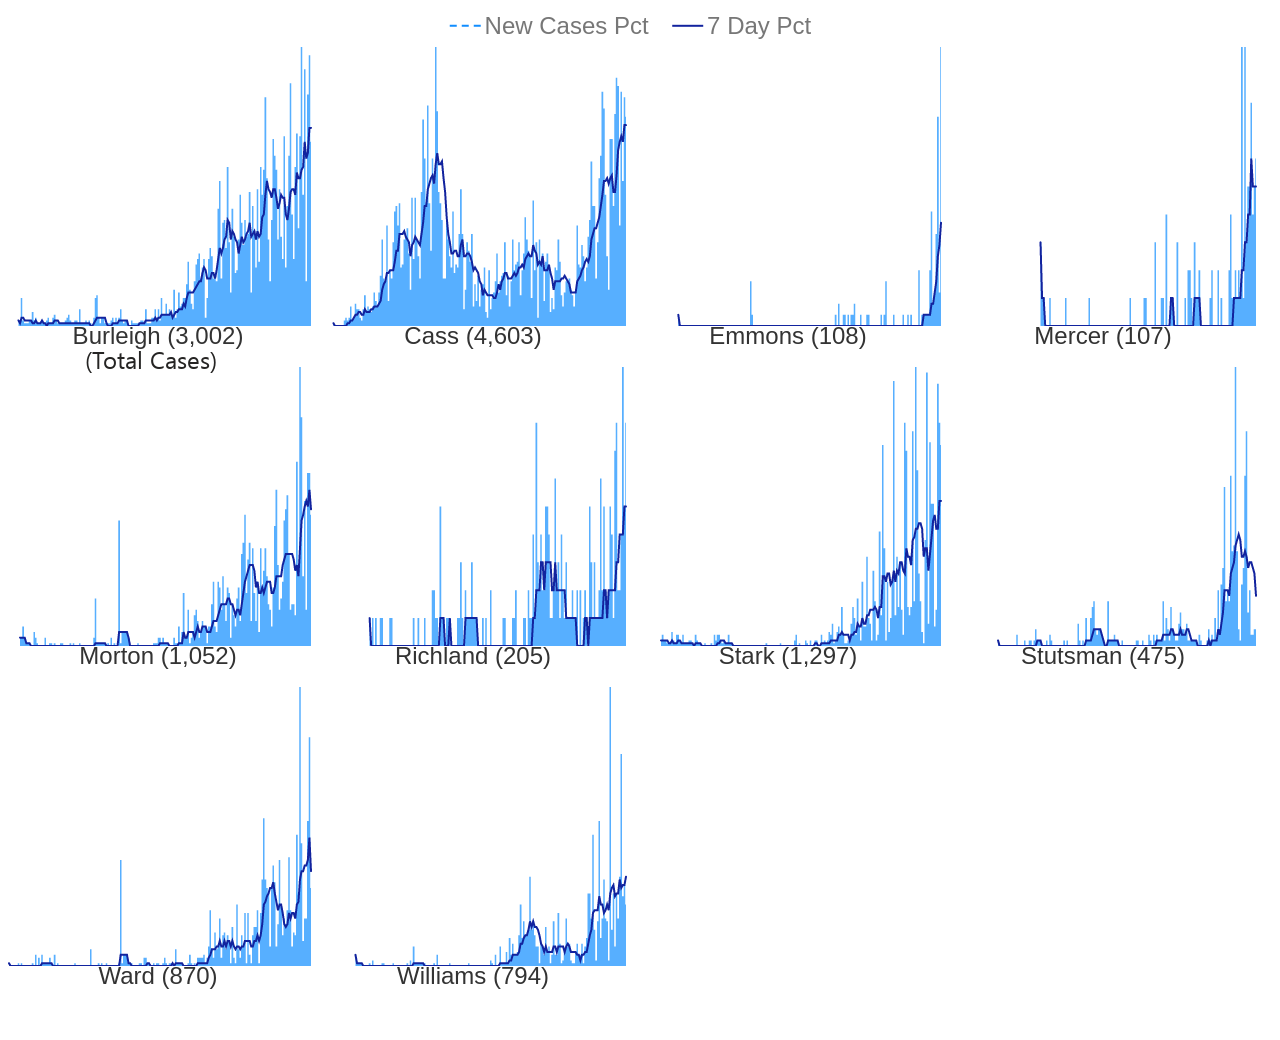 New Cases Pct 7 Day Pct
Burleigh (3,002) Cass (4,603) Emmons (108) Mercer (107)
(Total Cases)
Morton (1,052) Richland (205) Stark (1,297) Stutsman (475)
Ward (870) Williams (794)